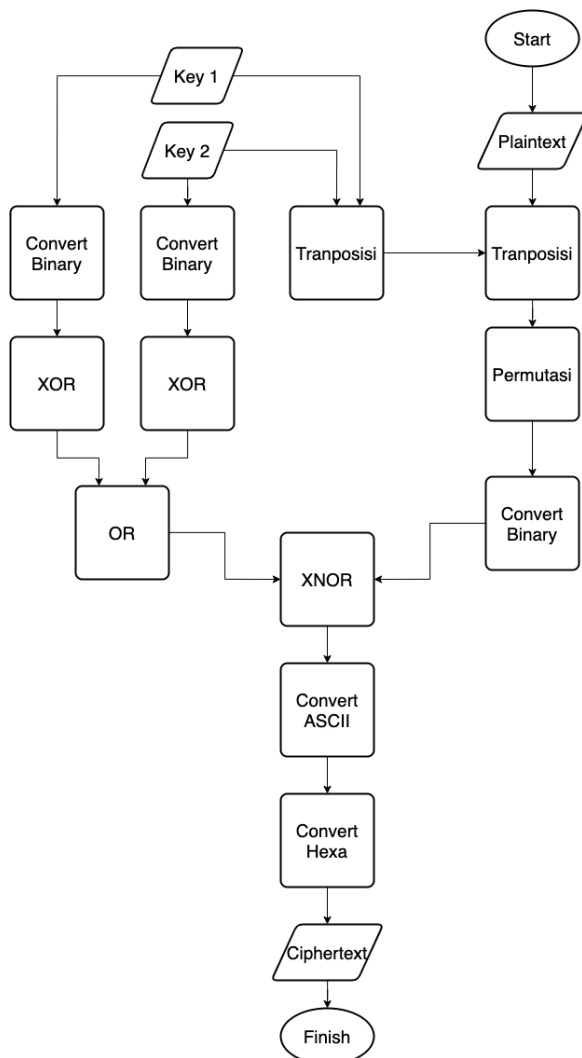 Start
Key 1
Plaintext
Key 2
Convert
Binary
Convert
Binary
Tranposisi
Tranposisi
XOR
XOR
Permutasi
OR
Convert
Binary
XNOR
Convert
ASCII
Convert
Hexa
Ciphertext
Finish